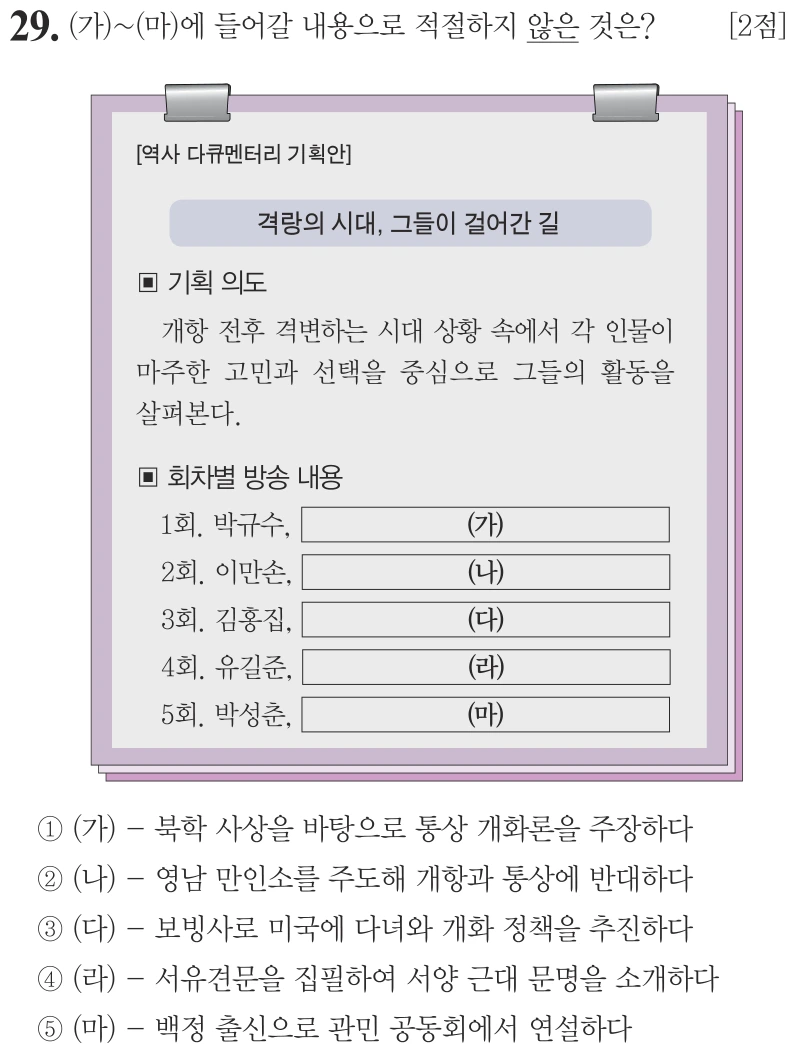 29. (가)~(마)에 들어갈 내용으로 적절하지 않은 것은? [2점]
[역사 다큐멘터리 기획안]
격랑의 시대, 그들이 걸어간 길
▣ 기획 의도
개항 전후 격변하는 시대 상황 속에서 각 인물이
마주한 고민과 선택을 중심으로 그들의 활동을
살펴본다.
▣ 회차별 방송 내용
1회. 박규수, (가)
2회. 이만손, (나)
3회. 김홍집, (다)
4회. 유길준, (라)
5회. 박성춘, (마)
① (가) - 북학 사상을 바탕으로 통상 개화론을 주장하다
② (나) - 영남 만인소를 주도해 개항과 통상에 반대하다
③ (다) - 보빙사로 미국에 다녀와 개화 정책을 추진하다
④ (라) - 서유견문을 집필하여 서양 근대 문명을 소개하다
⑤ (마) - 백정 출신으로 관민 공동회에서 연설하다